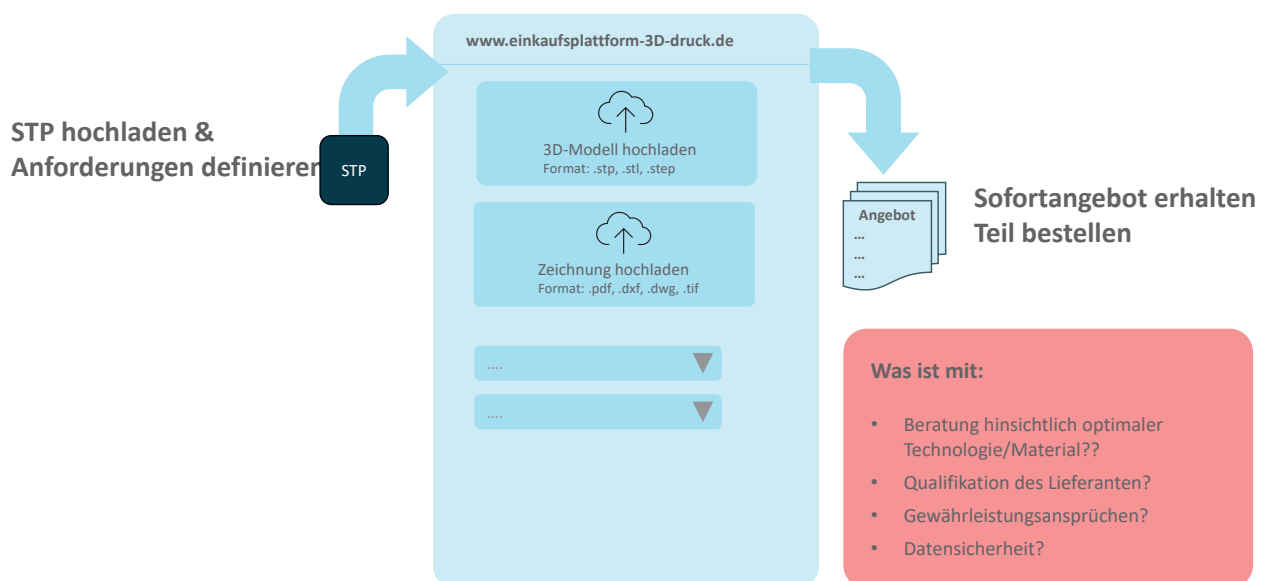 STP hochladen &
Anforderungen definieren
STP
www.einkaufsplattform-3D-druck.de
3D-Modell hochladen
Format: .stp, .stl, .step
Zeichnung hochladen
Format: .pdf, .dxf, .dwg, .tif
....
....
Angebot
...
...
...
Sofortangebot erhalten
Teil bestellen
Was ist mit:
• Beratung hinsichtlich optimaler
Technologie/Material??
• Qualifikation des Lieferanten?
• Gewährleistungsansprüchen?
• Datensicherheit?